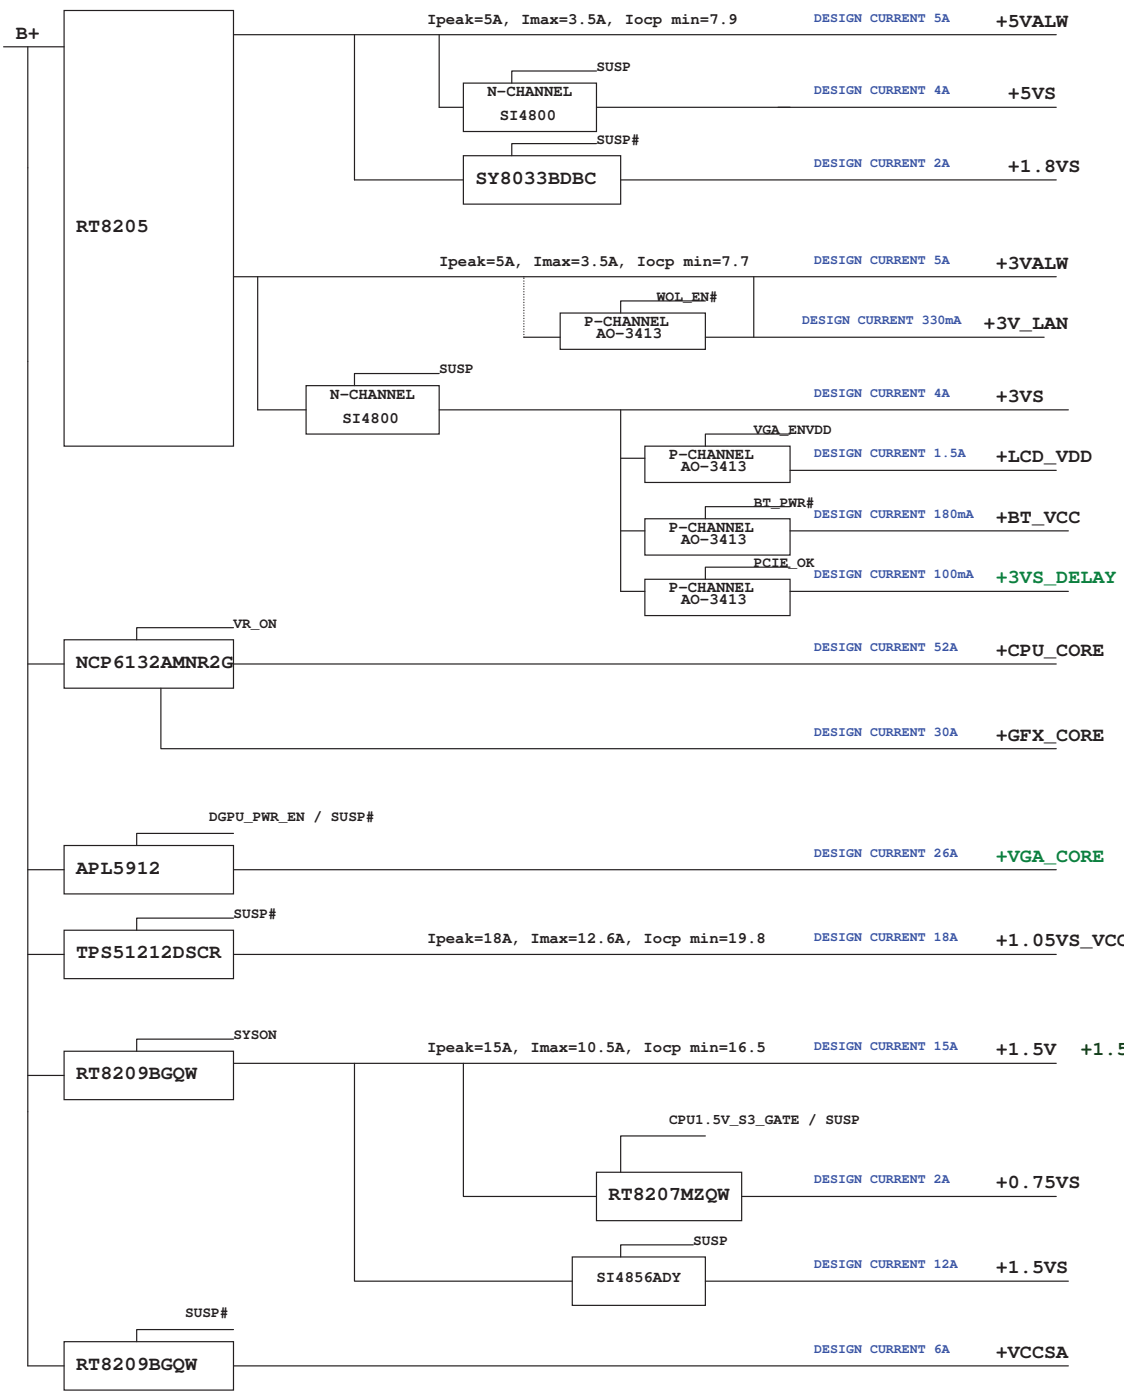 Ipeak=5A, Imax=3.5A, Iocp min=7.9 DESIGN CURRENT 5A +5VALW
B+
SUSP
N-CHANNEL
SI4800
DESIGN CURRENT 4A +5VS
SUSP#
SY8033BDBC
DESIGN CURRENT 2A +1.8VS
RT8205
Ipeak=5A, Imax=3.5A, Iocp min=7.7 DESIGN CURRENT 5A +3VALW
WOL_EN#
P-CHANNEL
AO-3413
DESIGN CURRENT 330mA +3V_LAN
SUSP
N-CHANNEL
SI4800
DESIGN CURRENT 4A +3VS
VGA_ENVDD
P-CHANNEL
AO-3413
DESIGN CURRENT 1.5A +LCD_VDD
BT_PWR#
P-CHANNEL
AO-3413
DESIGN CURRENT 180mA +BT_VCC
PCIE_OK
P-CHANNEL
AO-3413
DESIGN CURRENT 100mA +3VS_DELAY
VR_ON
NCP6132AMNR2G
DESIGN CURRENT 52A +CPU_CORE
DESIGN CURRENT 30A +GFX_CORE
DGPU_PWR_EN / SUSP#
APL5912
DESIGN CURRENT 26A +VGA_CORE
SUSP#
TPS51212DSCR
Ipeak=18A, Imax=12.6A, Iocp min=19.8 DESIGN CURRENT 18A +1.05VS_VCC
SYSON
RT8209BGQW
Ipeak=15A, Imax=10.5A, Iocp min=16.5 DESIGN CURRENT 15A +1.5V +1.5
CPU1.5V_S3_GATE / SUSP
RT8207MZQW
DESIGN CURRENT 2A +0.75VS
SUSP
SI4856ADY
DESIGN CURRENT 12A +1.5VS
SUSP#
RT8209BGQW
DESIGN CURRENT 6A +VCCSA